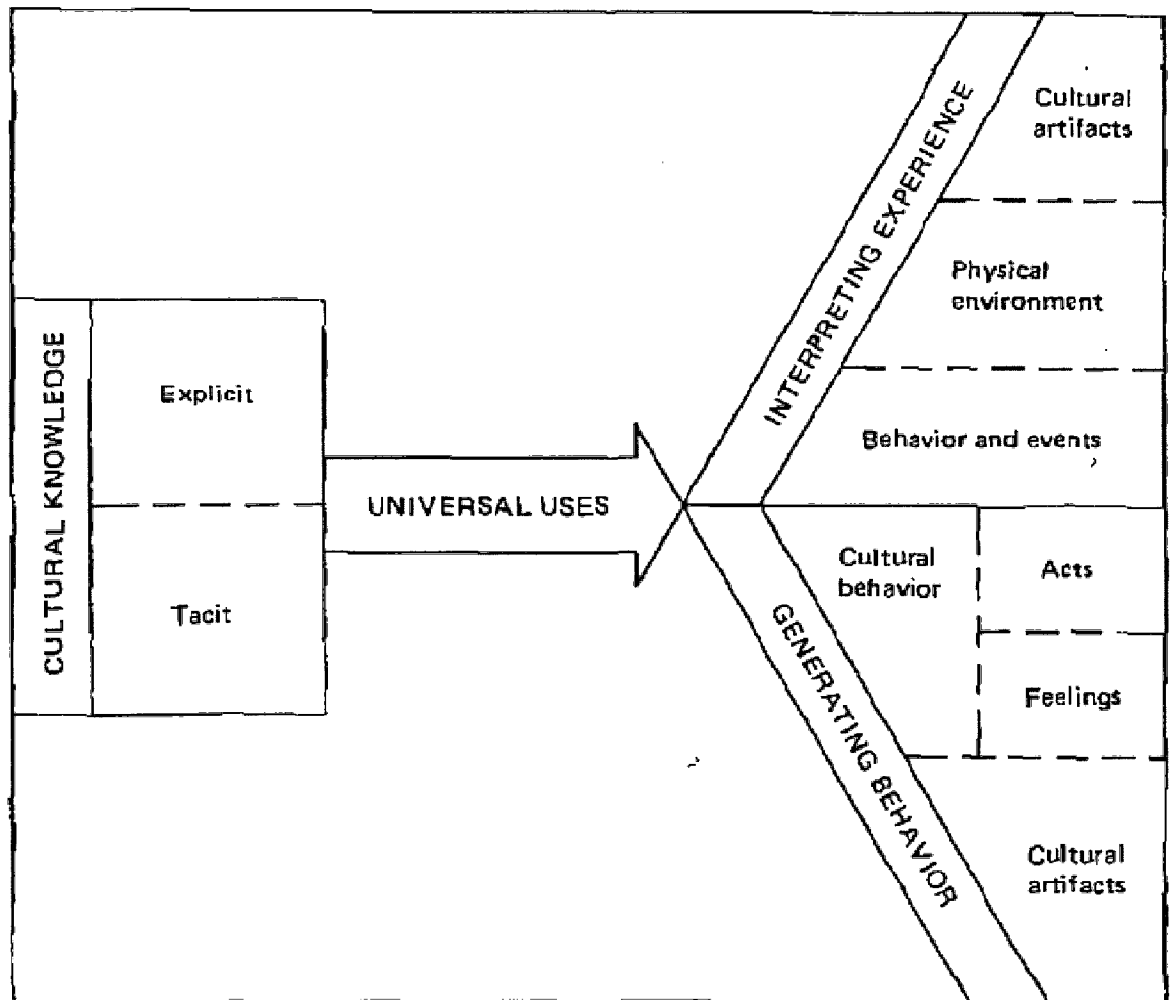 CULTURAL KNOWLEDGE
Explicit
Tacit
UNIVERSAL USES
INTERPRETING EXPERIENCE
Cultural
artifacts
Physical
environment
Behavior and events
GENERATING BEHAVIOR
Cultural
behavior
Acts
Feelings
Cultural
artifacts